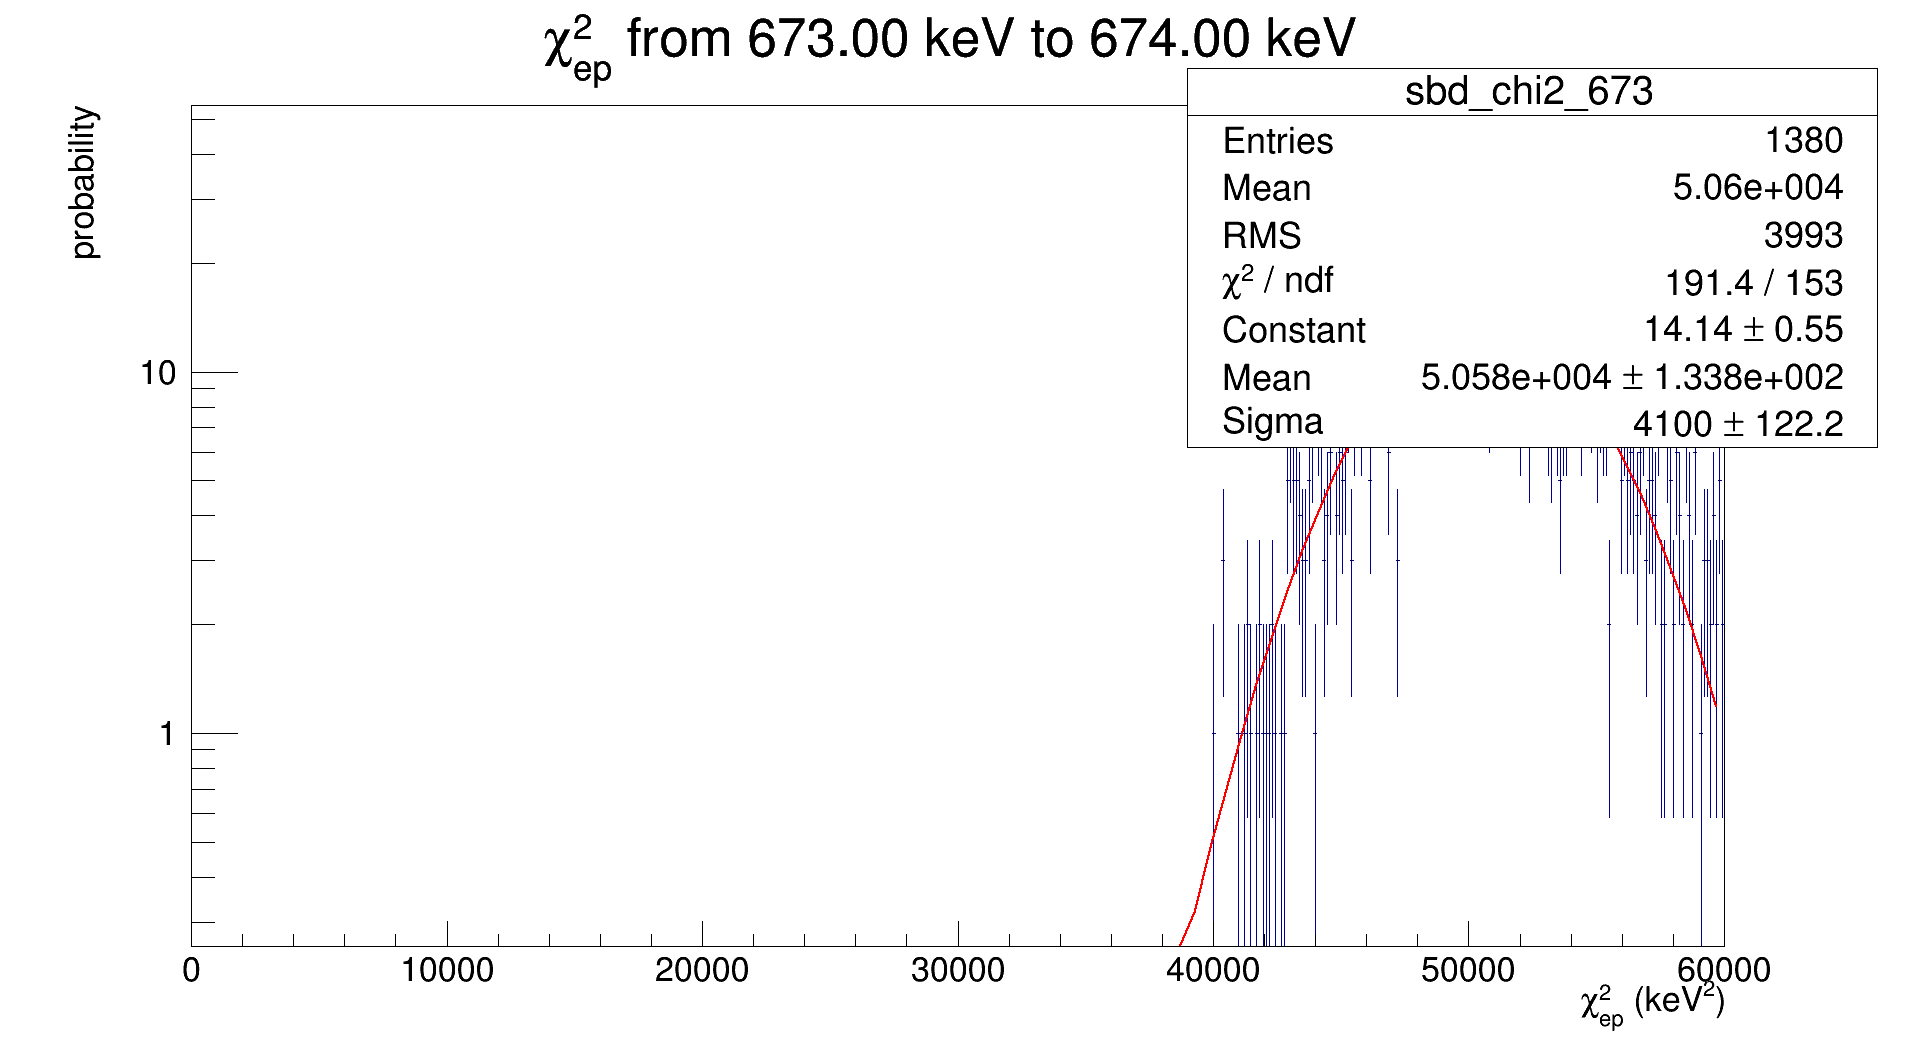 χ²ep from 673.00 keV to 674.00 keV
probability
sbd_chi2_673
Entries 1380
Mean 5.06e+004
RMS 3993
χ² / ndf 191.4 / 153
Constant 14.14 ± 0.55
Mean 5.058e+004 ± 1.338e+002
Sigma 4100 ± 122.2
10
1
0 10000 20000 30000 40000 50000 60000
χ²ep (keV²)